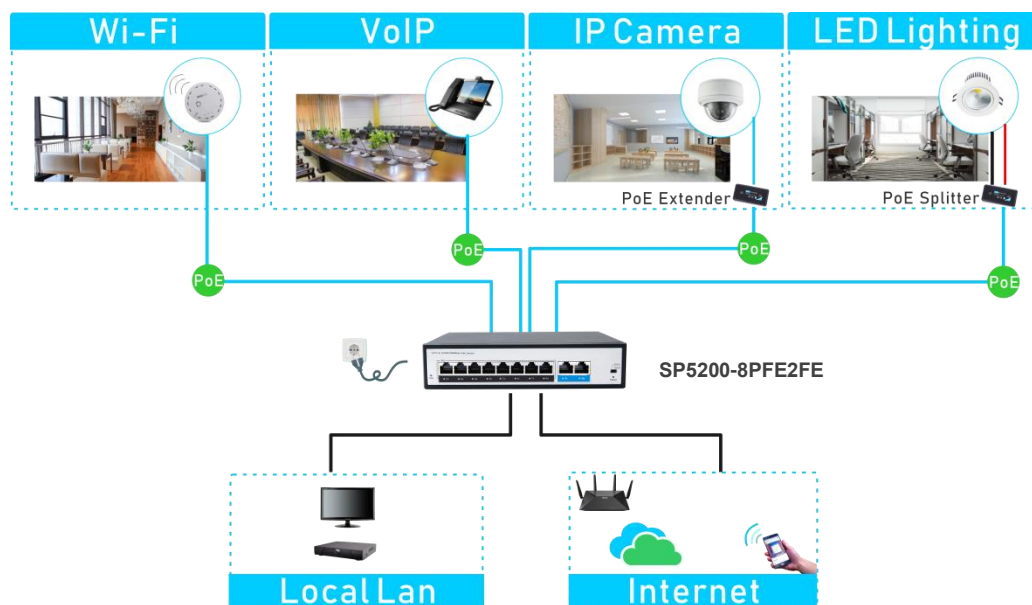 Wi-Fi
VoIP
IP Camera
LED Lighting
PoE Extender
PoE Splitter
PoE
PoE
PoE
PoE
SP5200-8PFE2FE
Local Lan
Internet